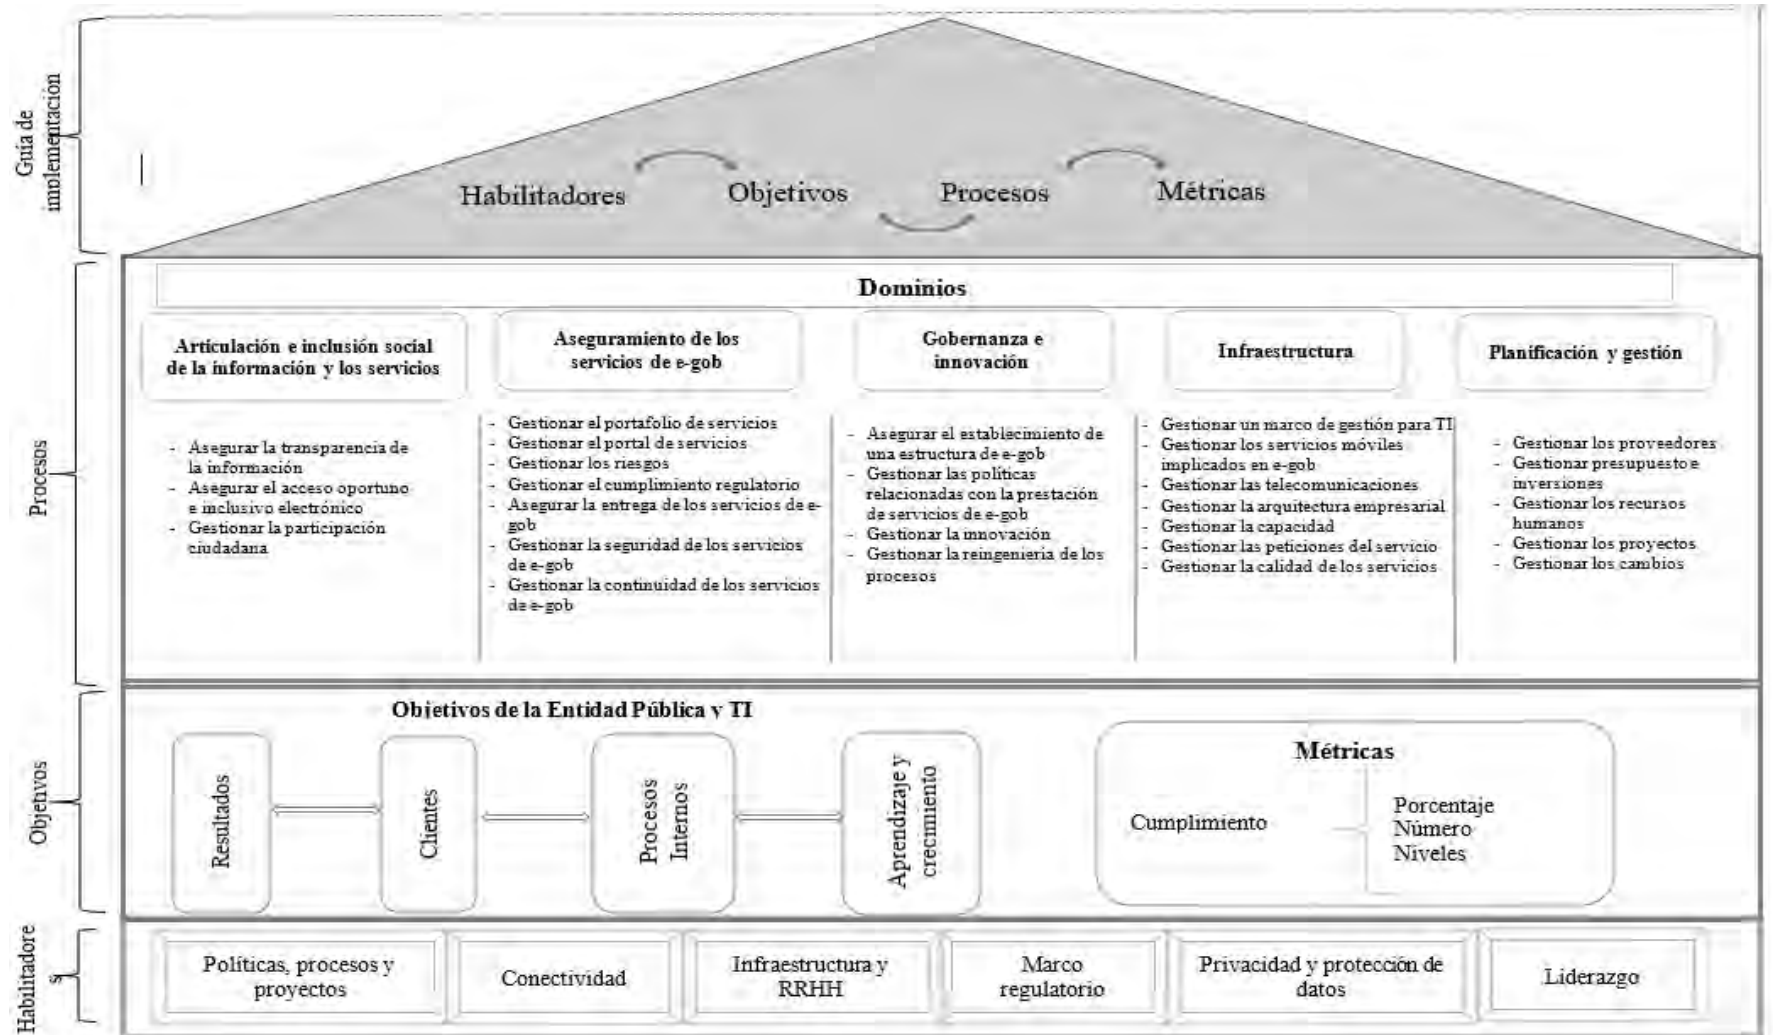 Guía de
implementación
Habilitadores
Objetivos
Procesos
Métricas
Procesos
Dominios
Articulación e inclusión social
de la información y los servicios
- Asegurar la transparencia de
la información
- Asegurar el acceso oportuno
e inclusivo electrónico
- Gestionar la participación
ciudadana
Aseguramiento de los
servicios de e-gob
- Gestionar el portafolio de servicios
- Gestionar el portal de servicios
- Gestionar los riesgos
- Gestionar el cumplimiento regulatorio
- Asegurar la entrega de los servicios de e-
gob
- Gestionar la seguridad de los servicios
de e-gob
- Gestionar la continuidad de los servicios
de e-gob
Gobernanza e
innovación
- Asegurar el establecimiento de
una estructura de e-gob
- Gestionar las políticas
relacionadas con la prestación
de servicios de e-gob
- Gestionar la innovación
- Gestionar la reingenieria de los
procesos
Infraestructura
- Gestionar un marco de gestión para TI
- Gestionar los servicios móviles
implicados en e-gob
- Gestionar las telecomunicaciones
- Gestionar la arquitectura empresarial
- Gestionar la capacidad
- Gestionar las peticiones del servicio
- Gestionar la calidad de los servicios
Planificación y gestión
- Gestionar los proveedores
- Gestionar presupuesto e
inversiones
- Gestionar los recursos
humanos
- Gestionar los proyectos
- Gestionar los cambios
Objetivos
Objetivos de la Entidad Pública y TI
Resultados
Clientes
Procesos
Internos
Aprendizaje y
crecimiento
Métricas
Cumplimiento
Porcentaje
Número
Niveles
Habilitadore
s
Políticas, procesos y
proyectos
Conectividad
Infraestructura y
RRHH
Marco
regulatorio
Privacidad y protección de
datos
Liderazgo